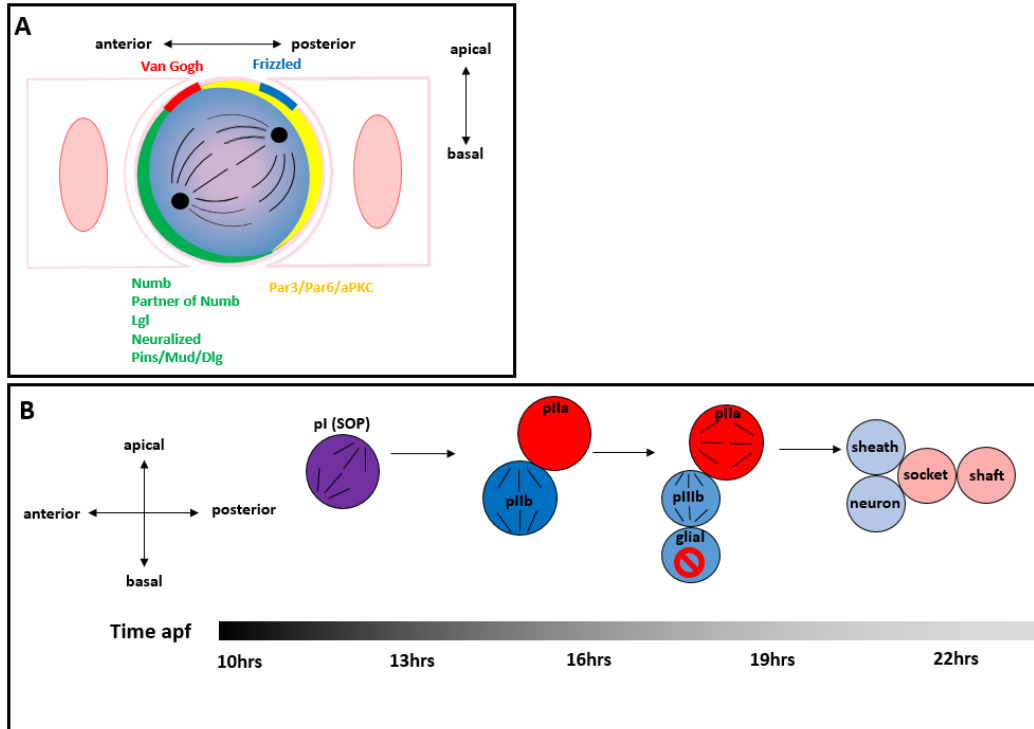 A
anterior posterior
apical
Van Gogh Frizzled
basal
Numb
Partner of Numb
Lgl
Neuralized
Pins/Mud/Dlg
Par3/Par6/aPKC
B
apical
anterior posterior
basal
pI (SOP)
pIIa
pIIb
pIIa
pIIIb
glial
sheath
neuron
socket
shaft
Time apf
10hrs 13hrs 16hrs 19hrs 22hrs